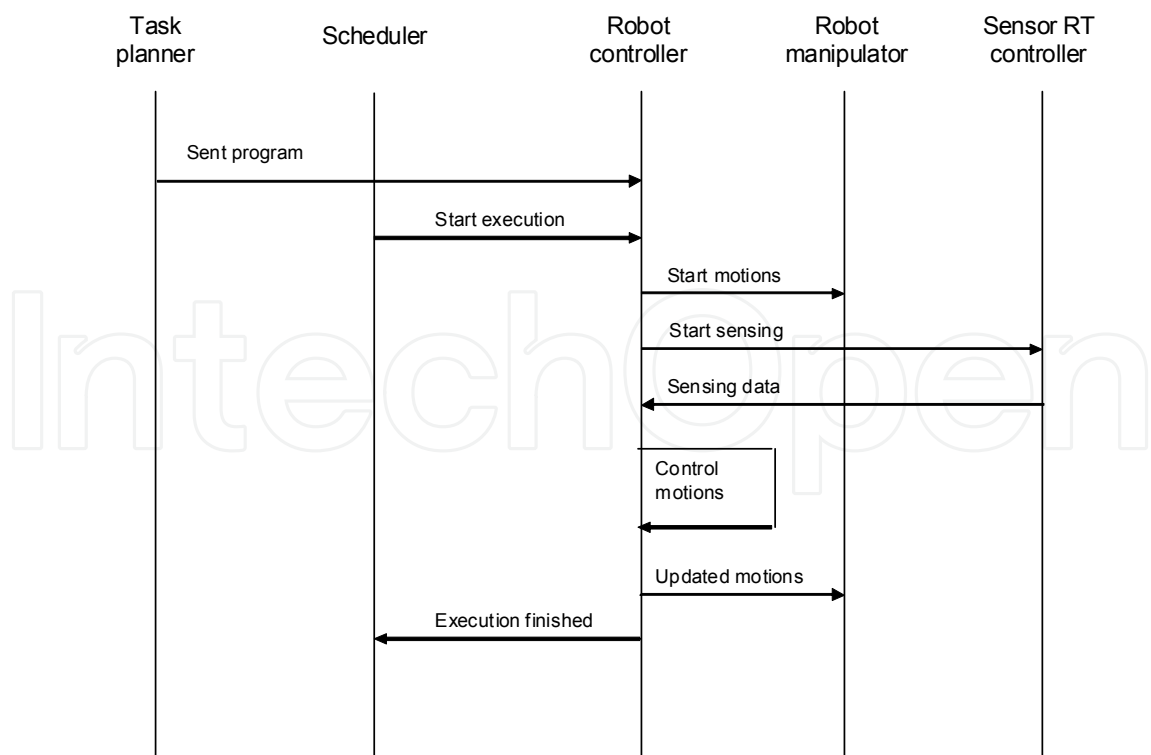 Task
planner
Scheduler
Robot
controller
Robot
manipulator
Sensor RT
controller
Sent program
Start execution
Start motions
Start sensing
Sensing data
IntechOpen
Control
motions
Updated motions
Execution finished